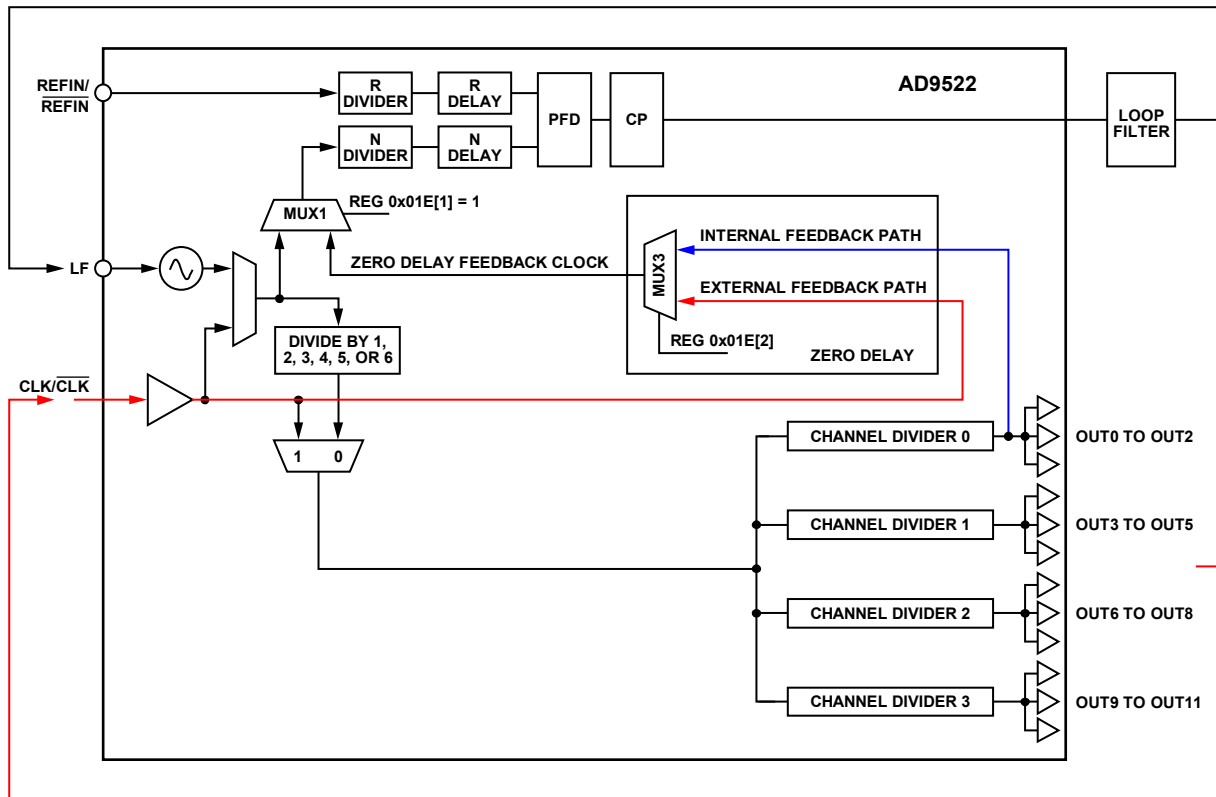 AD9522
REFIN/
REFIN
R
DIVIDER
R
DELAY
PFD
CP
LOOP
FILTER
N
DIVIDER
N
DELAY
REG 0x01E[1] = 1
MUX1
INTERNAL FEEDBACK PATH
LF
ZERO DELAY FEEDBACK CLOCK
MUX3
EXTERNAL FEEDBACK PATH
DIVIDE BY 1,
2, 3, 4, 5, OR 6
REG 0x01E[2]
ZERO DELAY
CLK/CLK
1 0
CHANNEL DIVIDER 0
OUT0 TO OUT2
CHANNEL DIVIDER 1
OUT3 TO OUT5
CHANNEL DIVIDER 2
OUT6 TO OUT8
CHANNEL DIVIDER 3
OUT9 TO OUT11